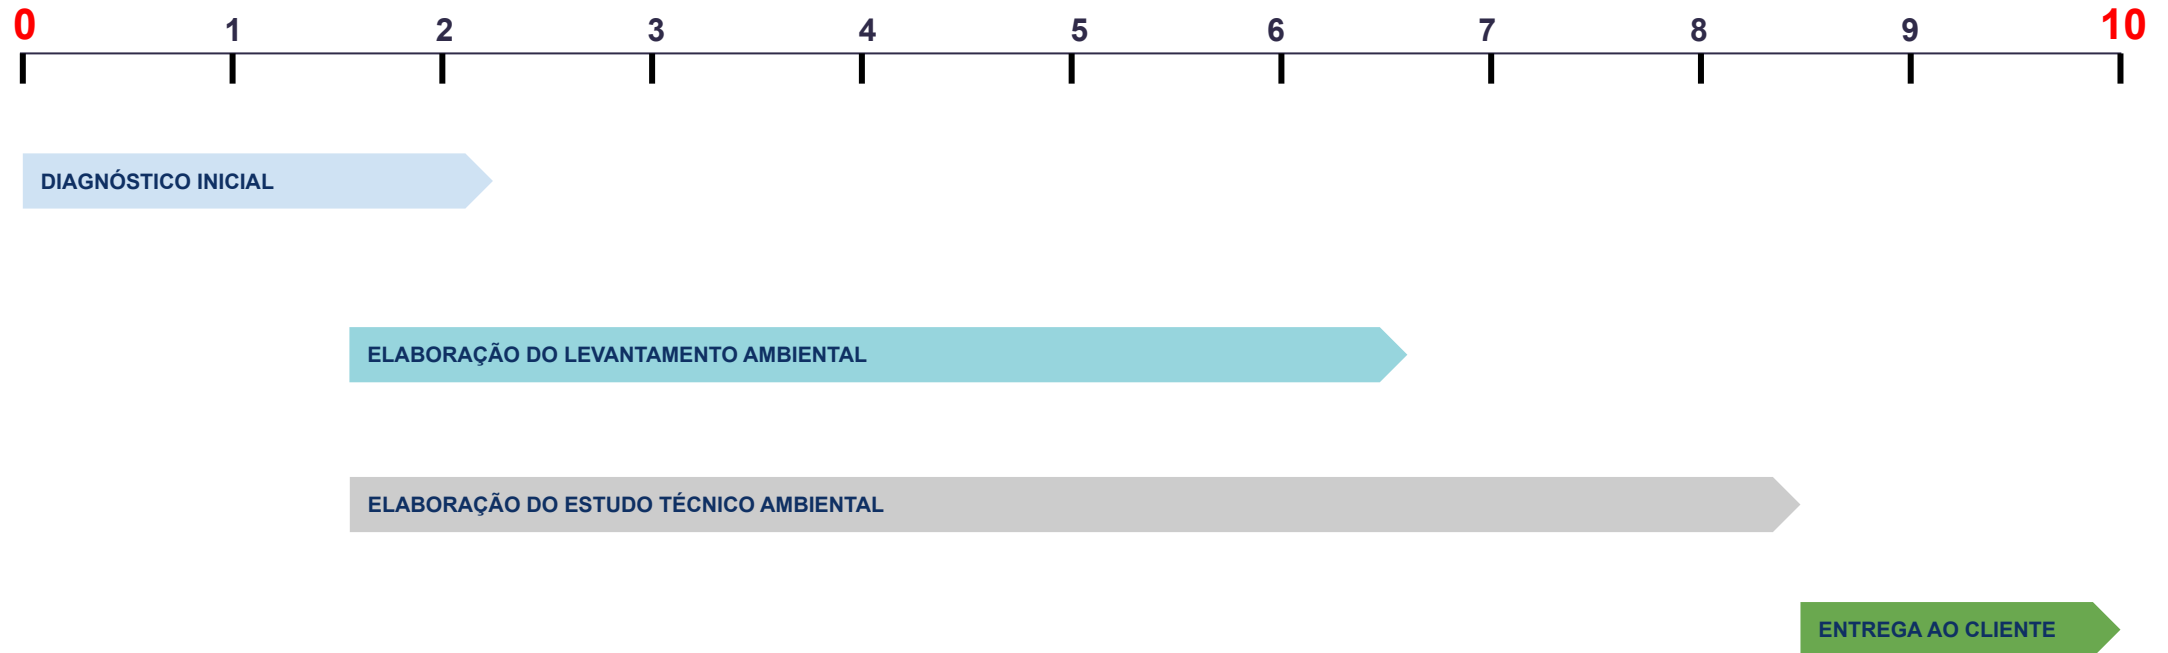 0 1 2 3 4 5 6 7 8 9 10
DIAGNÓSTICO INICIAL
ELABORAÇÃO DO LEVANTAMENTO AMBIENTAL
ELABORAÇÃO DO ESTUDO TÉCNICO AMBIENTAL
ENTREGA AO CLIENTE